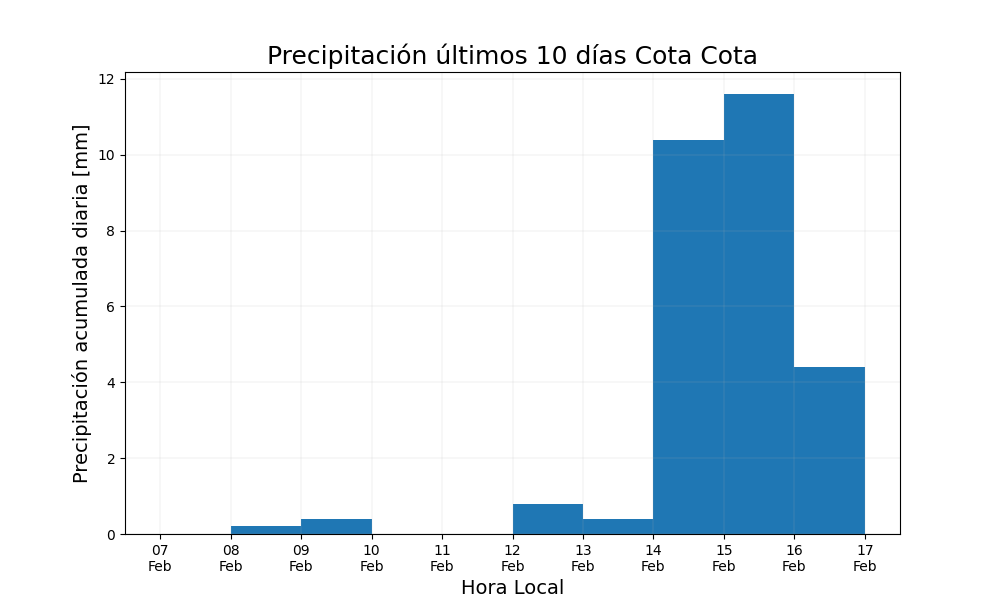 Precipitación últimos 10 días Cota Cota
Precipitación acumulada diaria [mm]
12
10
8
6
4
2
0
07 08 09 10 11 12 13 14 15 16 17
Feb Feb Feb Feb Feb Feb Feb Feb Feb Feb Feb
Hora Local